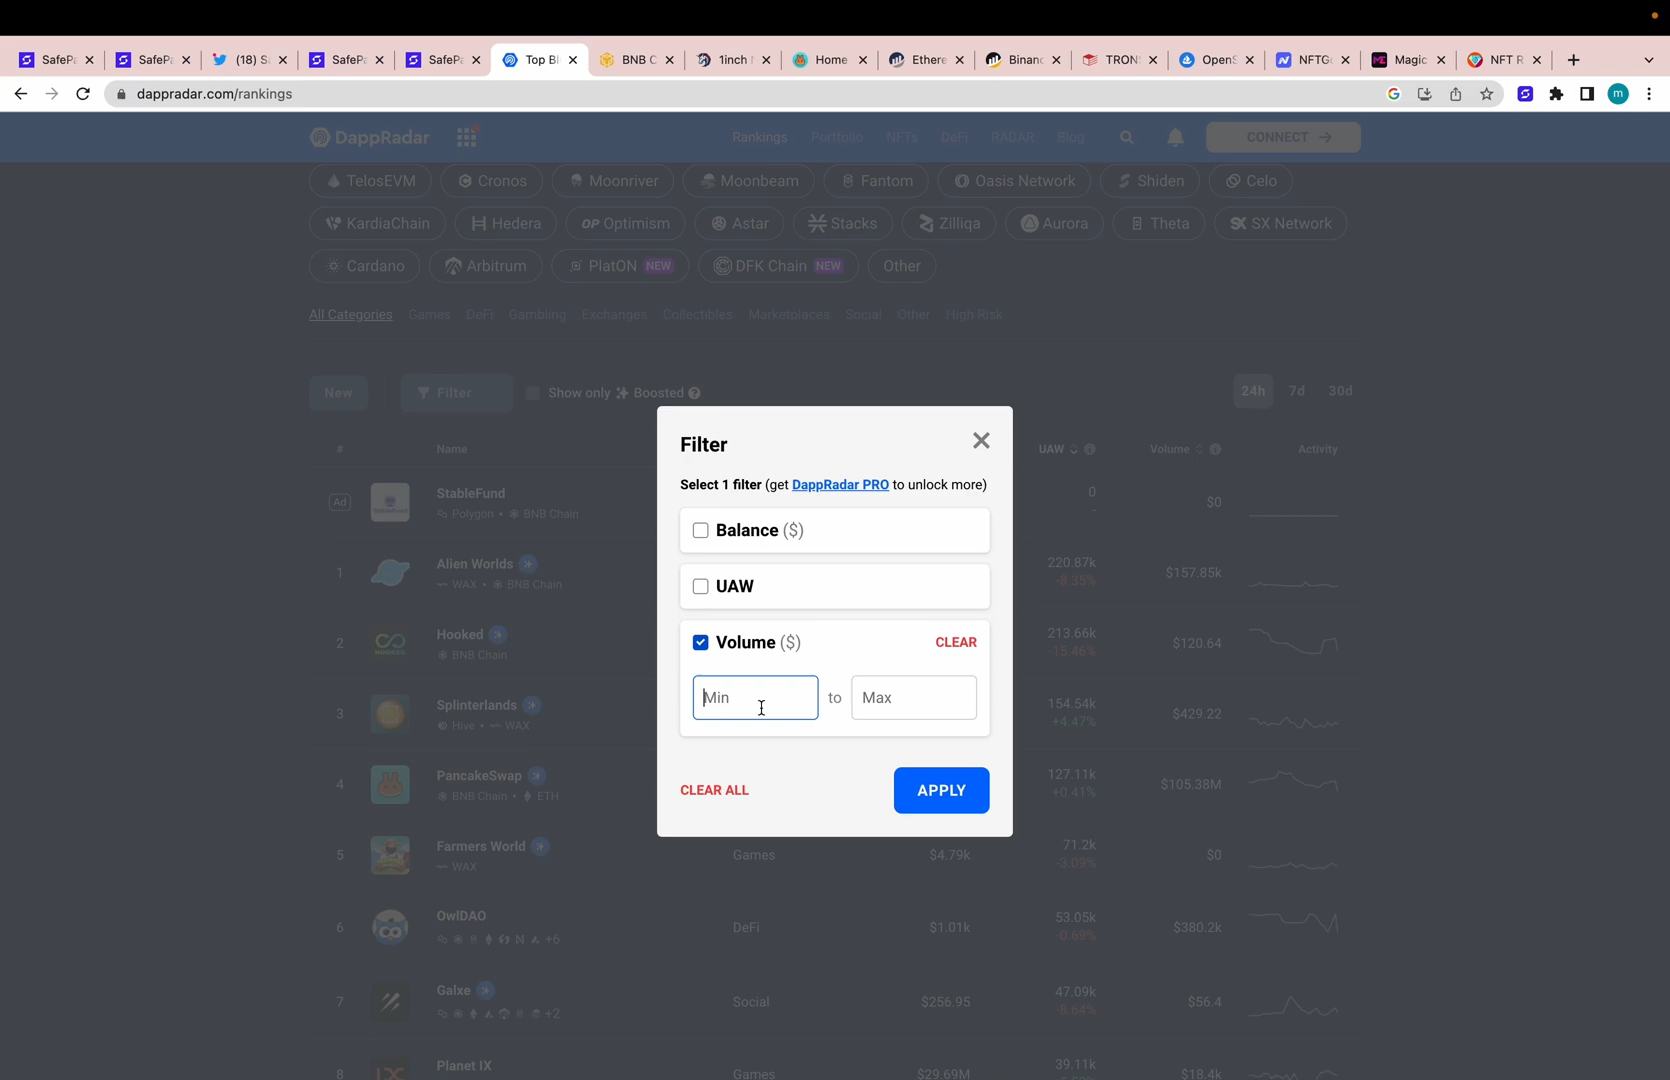 SafePa
SafePa
(18) S
SafePa
SafePa
Top Bl
BNB C
1inch
Home
Ethere
Binanc
TRON
OpenS
NFTGo
Magic
NFT R
dappradar.com/rankings
m
DappRadar
Rankings
Portfolio
NFTs
DeFi
RADAR
Blog
CONNECT →
TelosEVM
Cronos
Moonriver
Moonbeam
Fantom
Oasis Network
Shiden
Celo
KardiaChain
Hedera
OP Optimism
Astar
Stacks
Zilliqa
Aurora
Theta
SX Network
Cardano
Arbitrum
PlatON NEW
DFK Chain NEW
Other
All Categories
Games
DeFi
Gambling
Exchanges
Collectibles
Marketplaces
Social
Other
High Risk
New
Filter
Show only Boosted
24h
7d
30d
Filter
Select 1 filter (get DappRadar PRO to unlock more)
Balance ($)
UAW
Volume ($)
CLEAR
Min
to
Max
CLEAR ALL
APPLY
#
Name
UAW
Volume
Activity
Ad
StableFund
Polygon • BNB Chain
0
-
$0
1
Alien Worlds
WAX • BNB Chain
220.87k
-8.35%
$157.85k
2
Hooked
BNB Chain
213.66k
-15.46%
$120.64
3
Splinterlands
Hive • WAX
154.54k
+4.47%
$429.22
4
PancakeSwap
BNB Chain • ETH
127.11k
+0.41%
$105.38M
5
Farmers World
WAX
Games
$4.79k
71.2k
-3.09%
$0
6
OwlDAO
+6
DeFi
$1.01k
53.05k
-0.69%
$380.2k
7
Galxe
+2
Social
$256.95
47.09k
-8.64%
$56.4
8
Planet IX
Games
$29.69M
39.11k
$18.4k